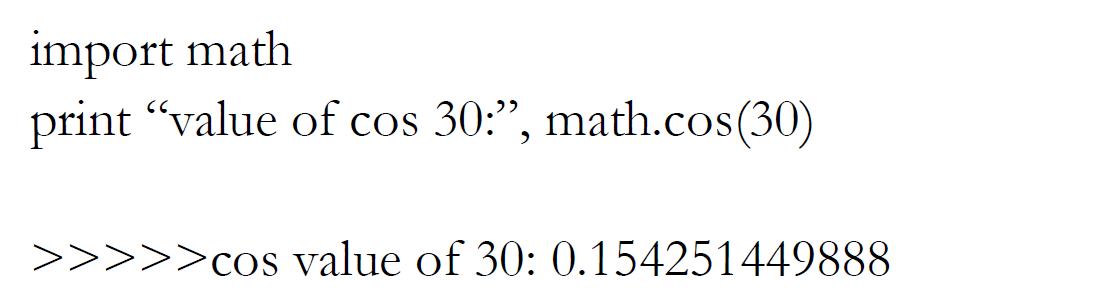 import math
print “value of cos 30:”, math.cos(30)
>>>>>cos value of 30: 0.154251449888